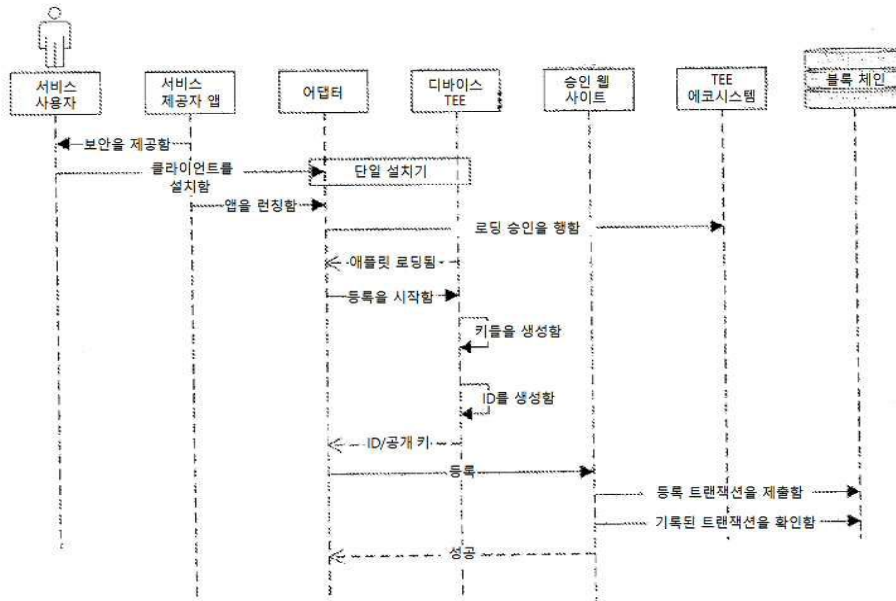 서비스
사용자
서비스
제공자 앱
어댑터
디바이스
TEE
승인 웹
사이트
TEE
에코시스템
블록 체인
보안을 제공함
클라이언트를
설치함
단일 설치기
앱을 런칭함
로딩 승인을 행함
애플릿 로딩됨
등록을 시작함
키들을 생성함
ID를 생성함
ID/공개 키
등록
등록 트랜잭션을 제출함
기록된 트랜잭션을 확인함
성공